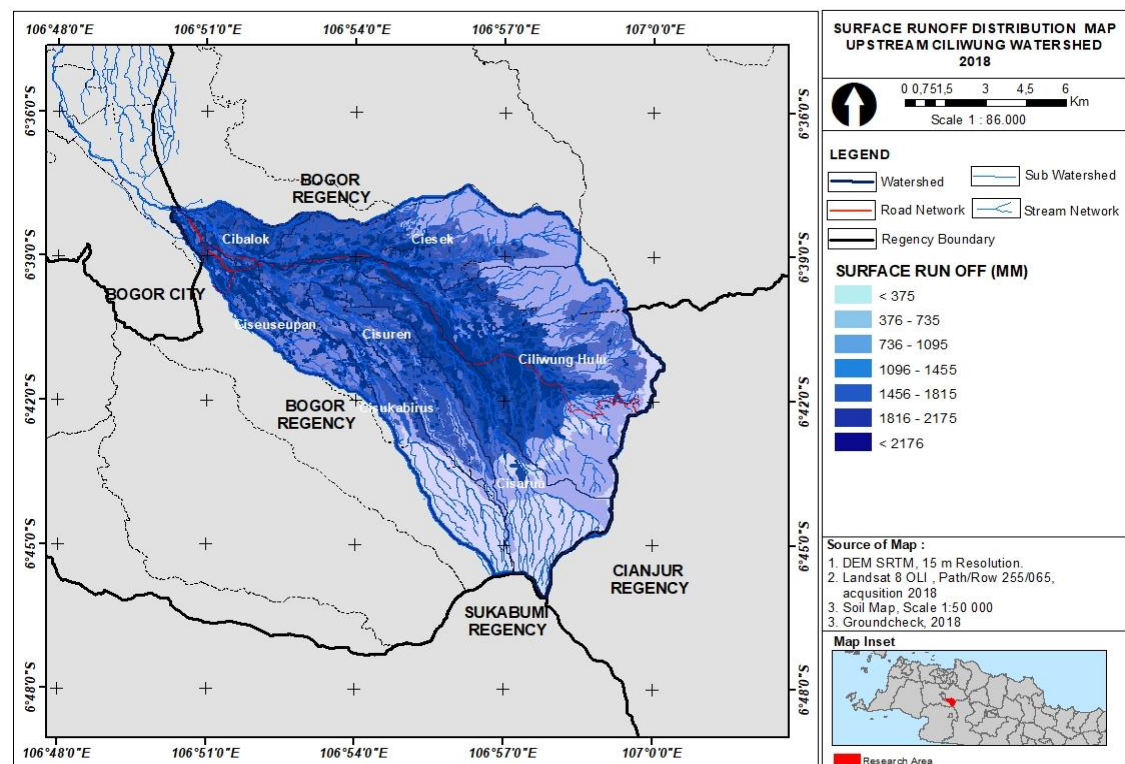 106°48'0"E 106°51'0"E 106°54'0"E 106°57'0"E 107°0'0"E
6°36'0"S 6°36'0"S
6°39'0"S 6°39'0"S
6°42'0"S 6°42'0"S
6°45'0"S 6°45'0"S
6°48'0"S 6°48'0"S
BOGOR
REGENCY
Cibalok
Ciesek
BOGOR CITY
Ciseuseupan
Cisuren
Ciliwung Hulu
BOGOR
REGENCY
Cisukabirus
Cisarua
CIANJUR
REGENCY
SUKABUMI
REGENCY
106°48'0"E 106°51'0"E 106°54'0"E 106°57'0"E 107°0'0"E
SURFACE RUNOFF DISTRIBUTION MAP
UPSTREAM CILIWUNG WATERSHED
2018
0 0,751,5 3 4,5 6
Km
Scale 1 : 86.000
LEGEND
Watershed Sub Watershed
Road Network Stream Network
Regency Boundary
SURFACE RUN OFF (MM)
< 375
376 - 735
736 - 1095
1096 - 1455
1456 - 1815
1816 - 2175
< 2176
Source of Map :
1. DEM SRTM, 15 m Resolution.
2. Landsat 8 OLI , Path/Row 255/065,
acqusition 2018
3. Soil Map, Scale 1:50 000
3. Groundcheck, 2018
Map Inset
Research Area